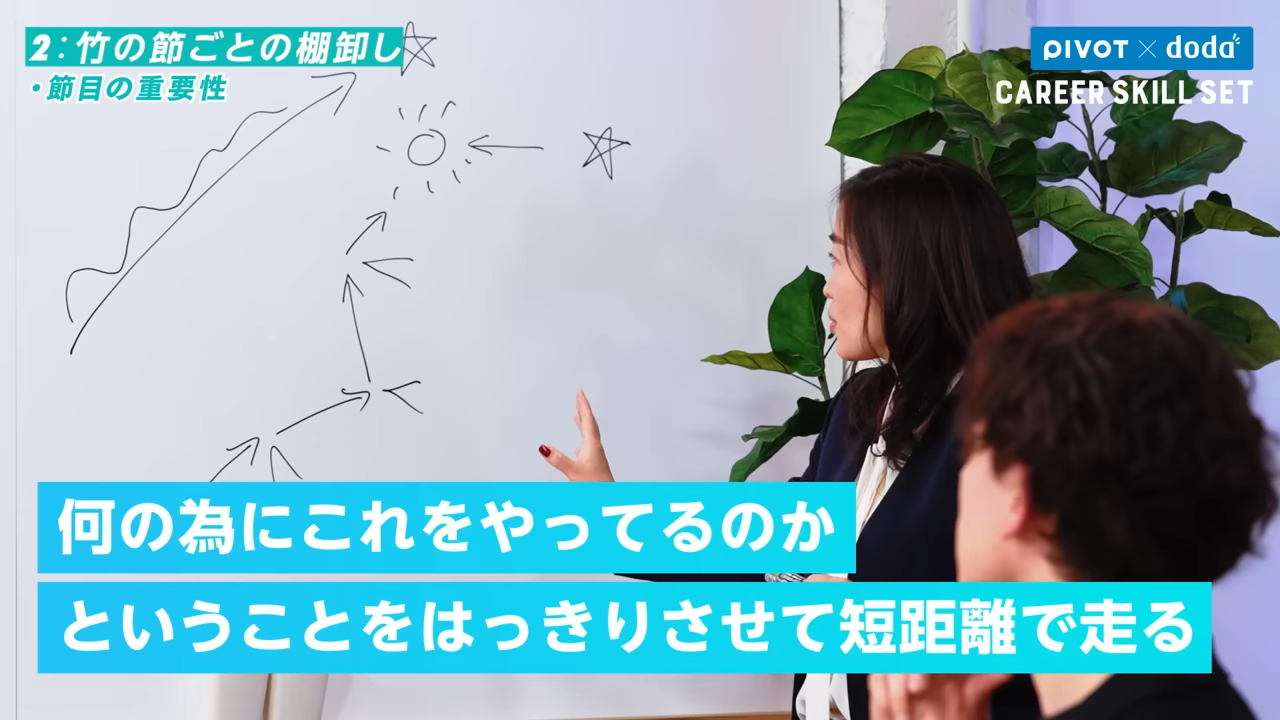 2:竹の節ごとの棚卸し
・節目の重要性
PIVOT × doda
CAREER SKILL SET
何の為にこれをやってるのか
ということをはっきりさせて短距離で走る